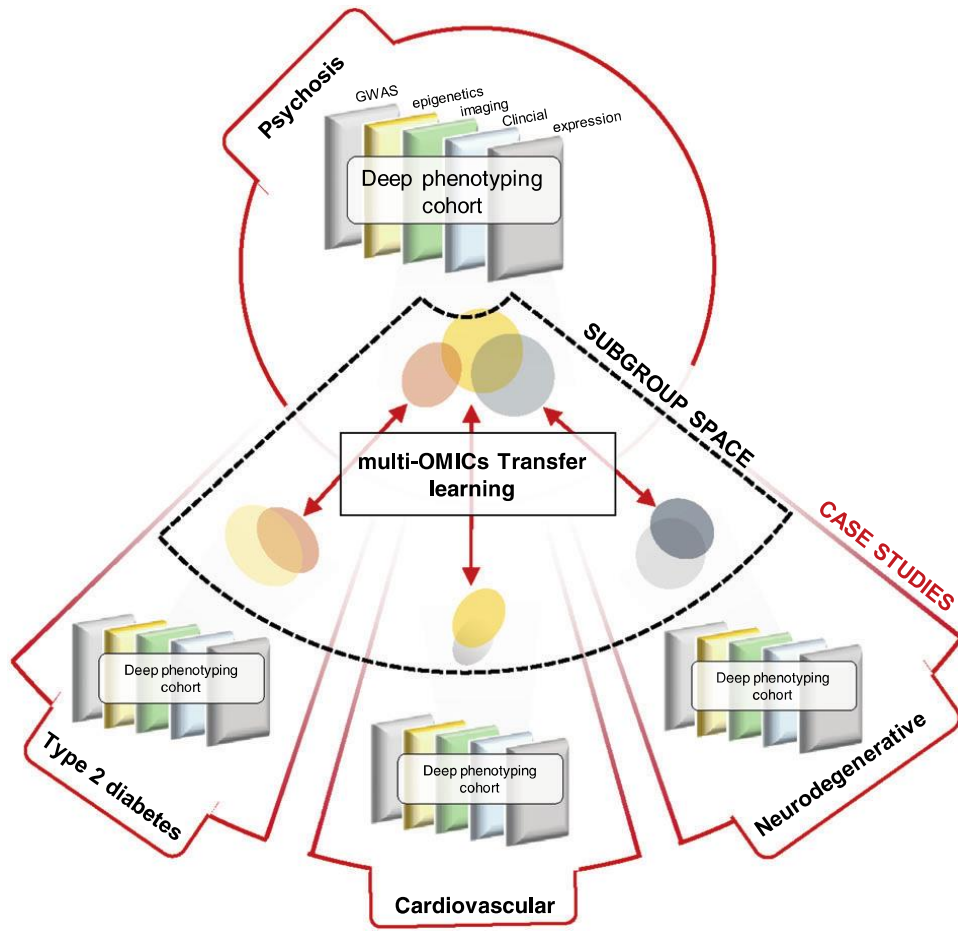 Psychosis
GWAS
epigenetics
imaging
Clincial
expression
Deep phenotyping
cohort
SUBGROUP SPACE
multi-OMICs Transfer
learning
CASE STUDIES
Deep phenotyping
cohort
Type 2 diabetes
Deep phenotyping
cohort
Cardiovascular
Deep phenotyping
cohort
Neurodegenerative